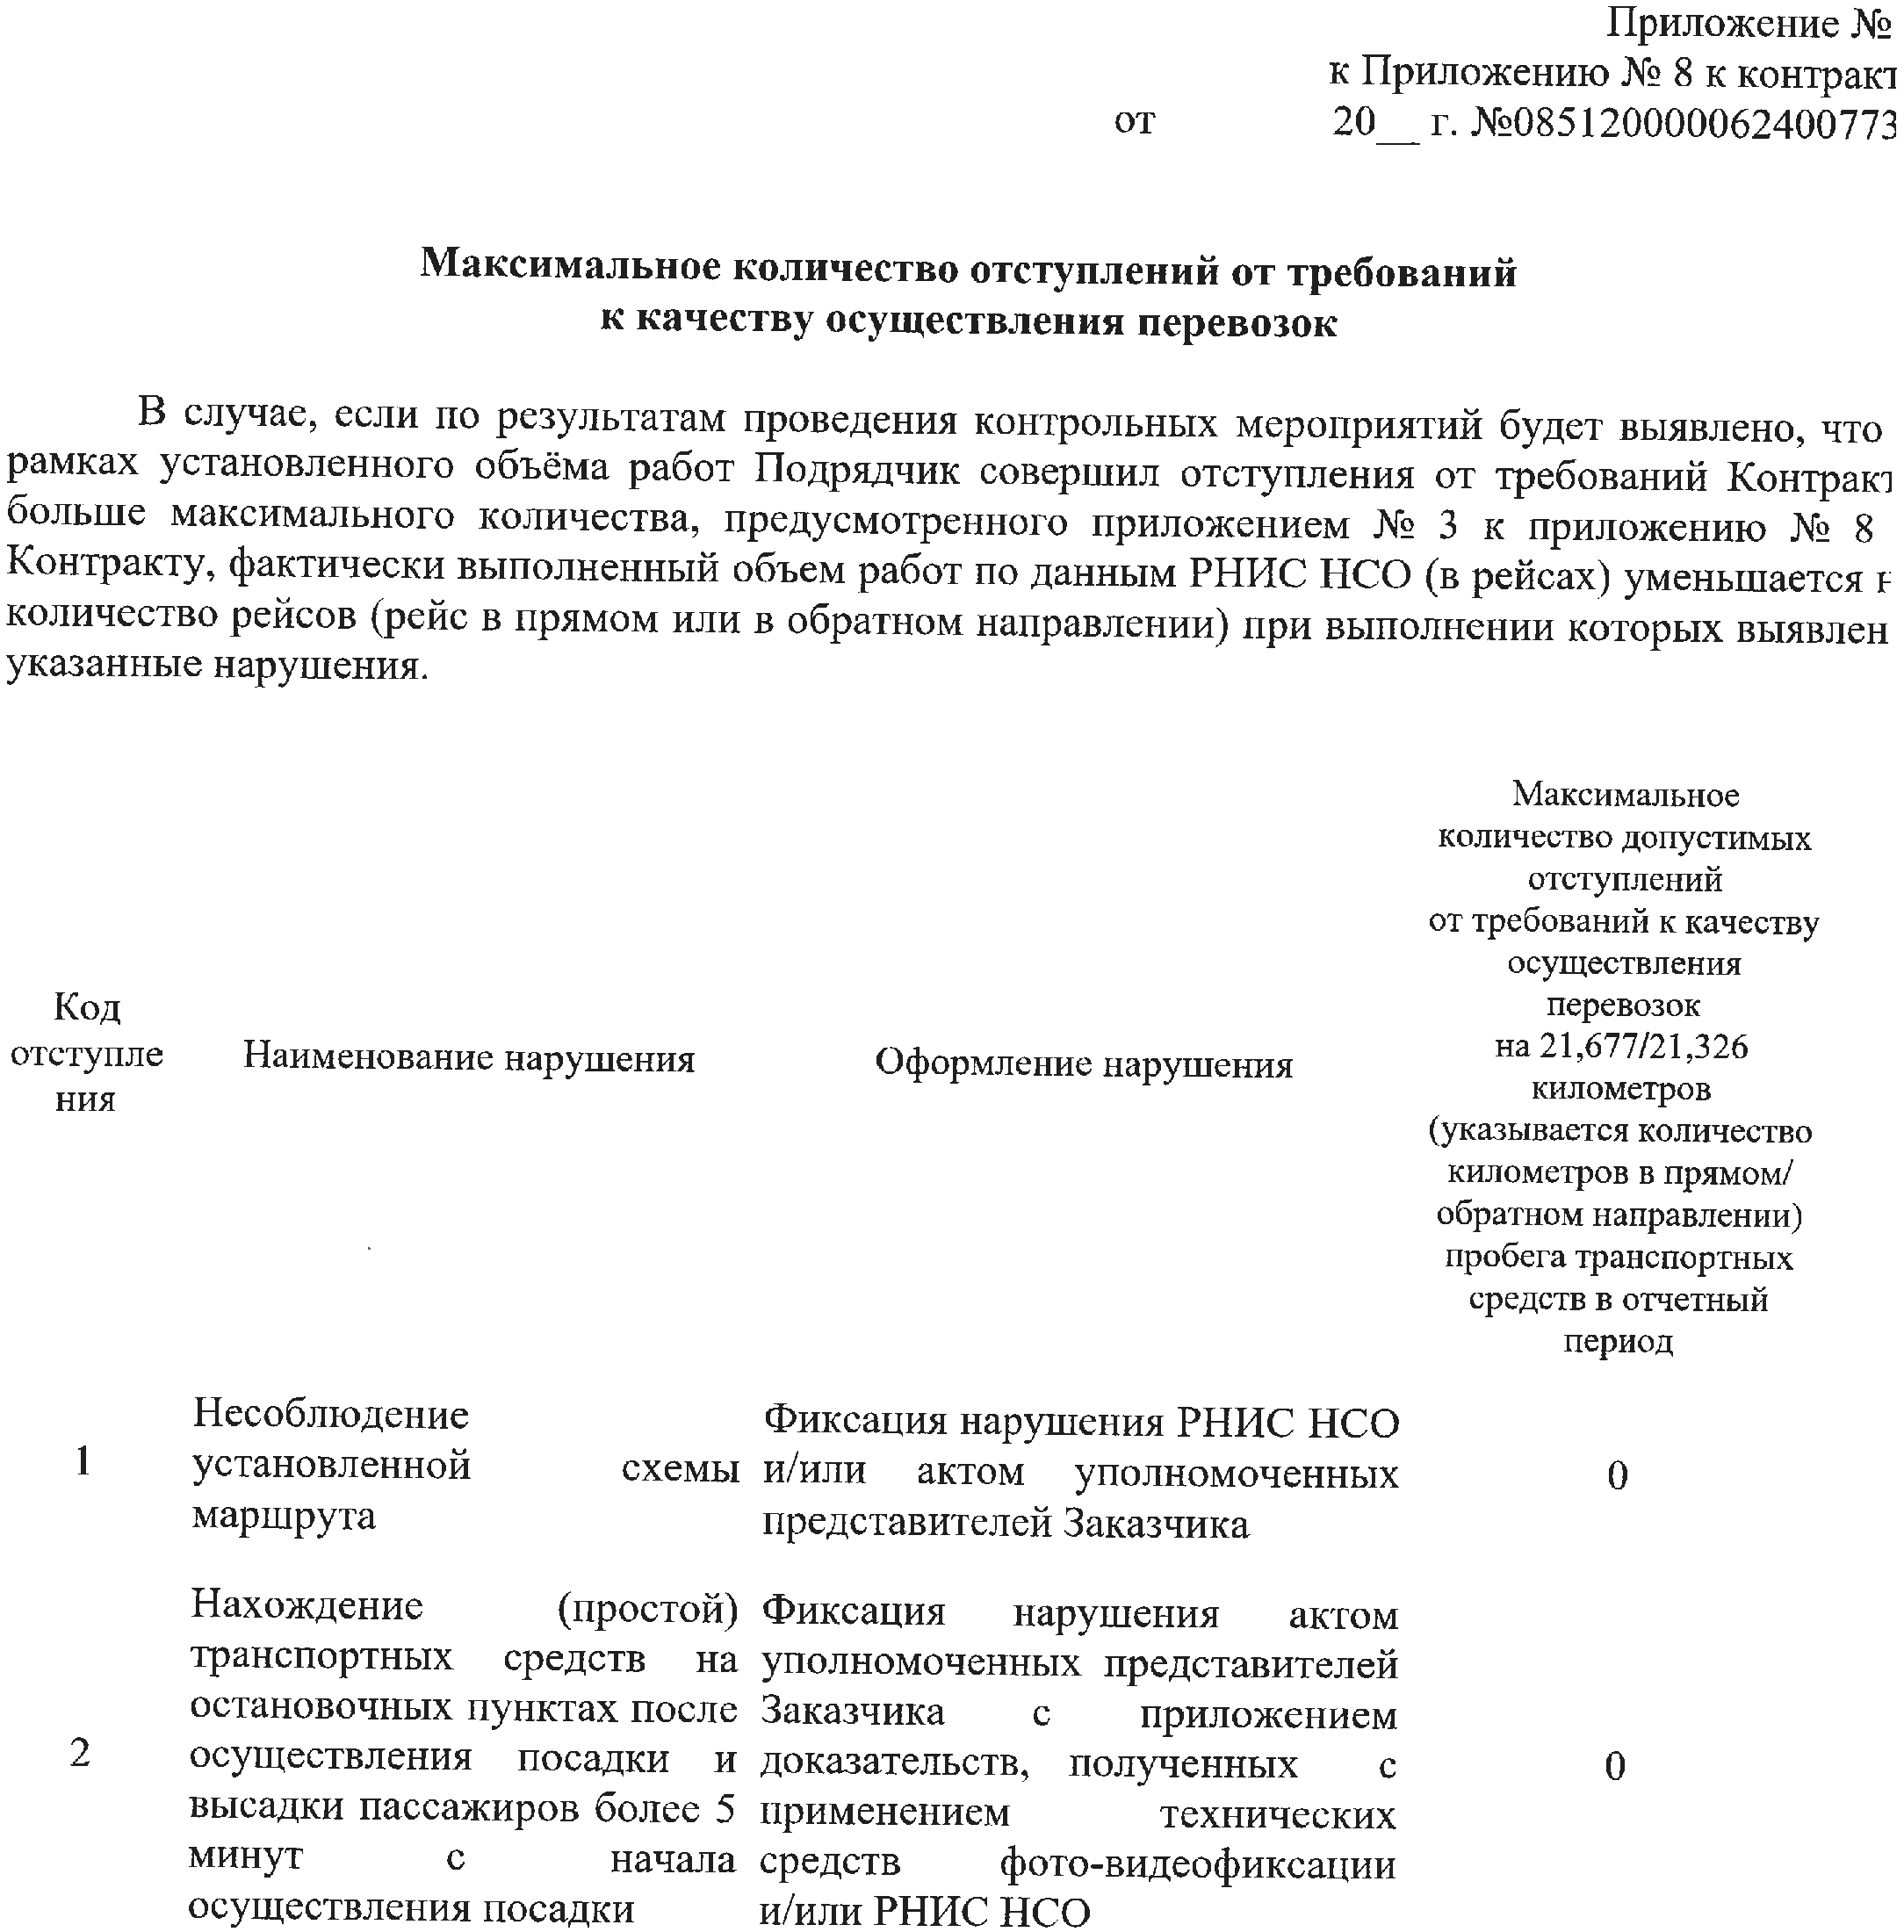 Приложение №
к Приложению № 8 к контракт
от 20__ г. №085120000062400773
Максимальное количество отступлений от требований
к качеству осуществления перевозок
В случае, если по результатам проведения контрольных мероприятий будет выявлено, что
рамках установленного объёма работ Подрядчик совершил отступления от требований Контракт
больше максимального количества, предусмотренного приложением № 3 к приложению № 8
Контракту, фактически выполненный объем работ по данным РНИС НСО (в рейсах) уменьшается н
количество рейсов (рейс в прямом или в обратном направлении) при выполнении которых выявлен
указанные нарушения.
Код
отступле
ния
Наименование нарушения
Оформление нарушения
Максимальное
количество допустимых
отступлений
от требований к качеству
осуществления
перевозок
на 21,677/21,326
километров
(указывается количество
километров в прямом/
обратном направлении)
пробега транспортных
средств в отчетный
период
1
Несоблюдение
установленной схемы
маршрута
Фиксация нарушения РНИС НСО
и/или актом уполномоченных
представителей Заказчика
0
2
Нахождение (простой)
транспортных средств на
остановочных пунктах после
осуществления посадки и
высадки пассажиров более 5
минут с начала
осуществления посадки
Фиксация нарушения актом
уполномоченных представителей
Заказчика с приложением
доказательств, полученных с
применением технических
средств фото-видеофиксации
и/или РНИС НСО
0